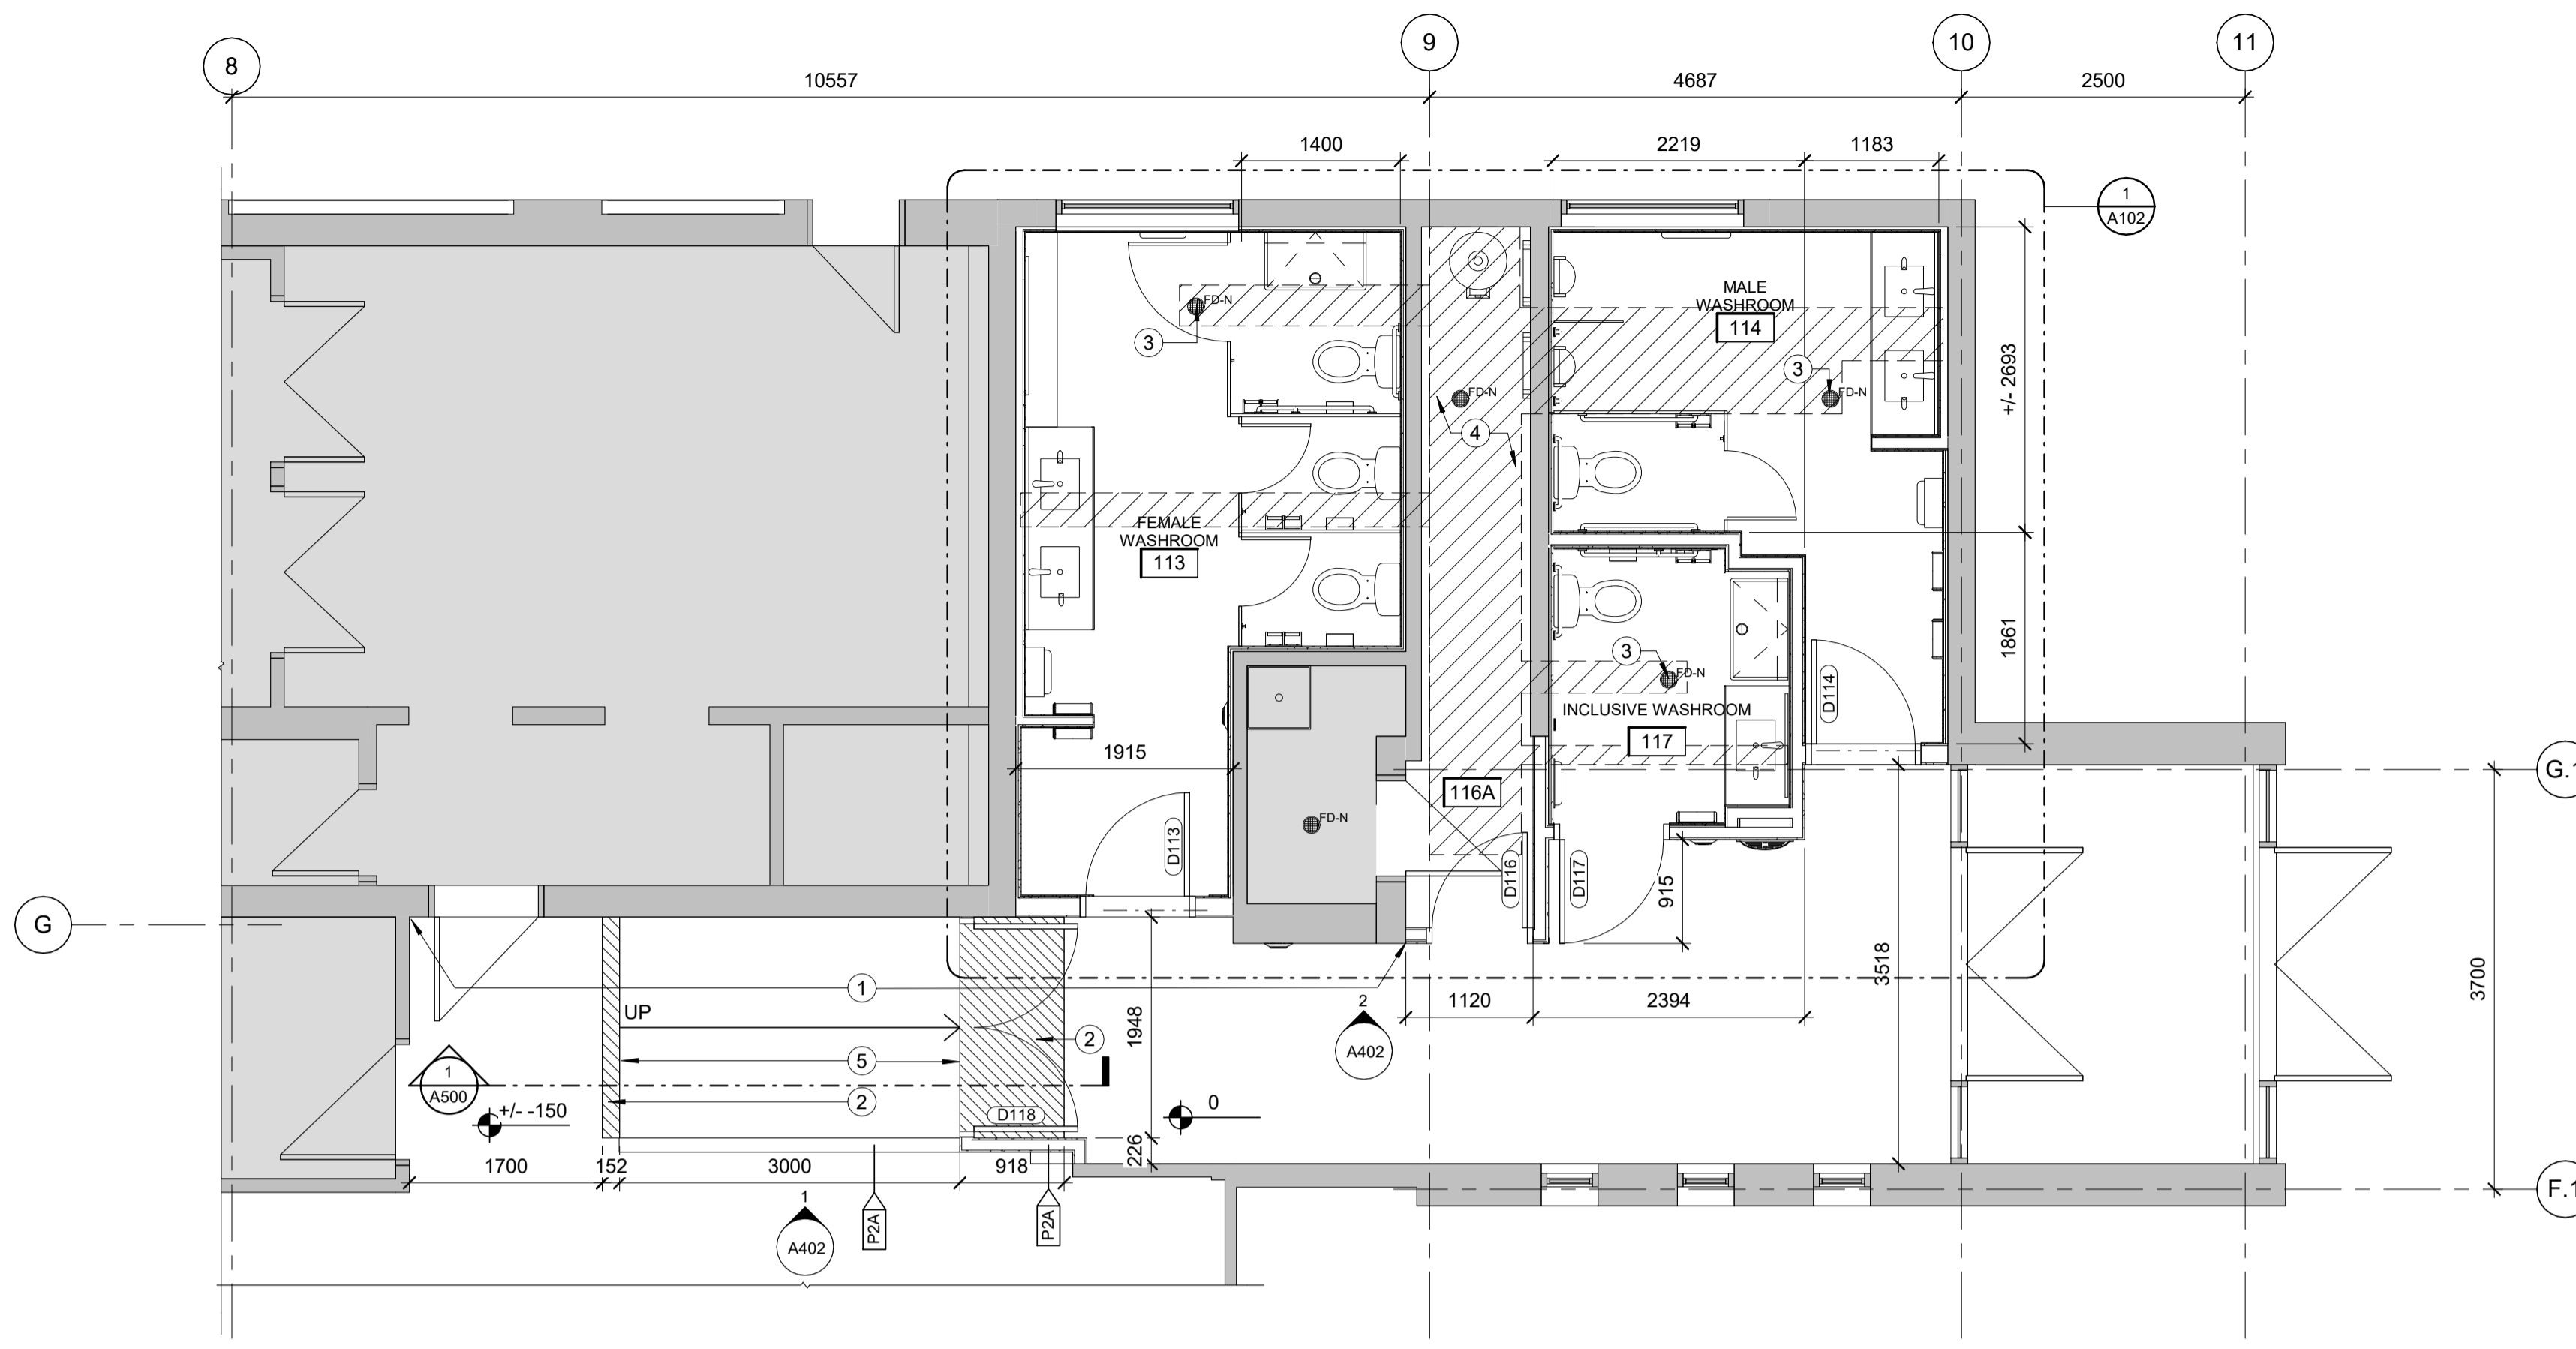 8
9
10
11
10557
4687
2500
1400
2219
1183
1
A102
MALE
WASHROOM
114
FD-N
3
FD-N
3
FD-N
4
+/- 2693
FEMALE
WASHROOM
113
3
FD-N
1861
INCLUSIVE WASHROOM
117
D114
1915
116A
G.1
FD-N
D113
D116
D117
915
G
3518
3700
1
UP
1948
2
1120
2394
2
A402
5
1
A500
2
+/- -150
D118
0
226
1700
152
3000
918
F.1
P2A
P2A
1
A402